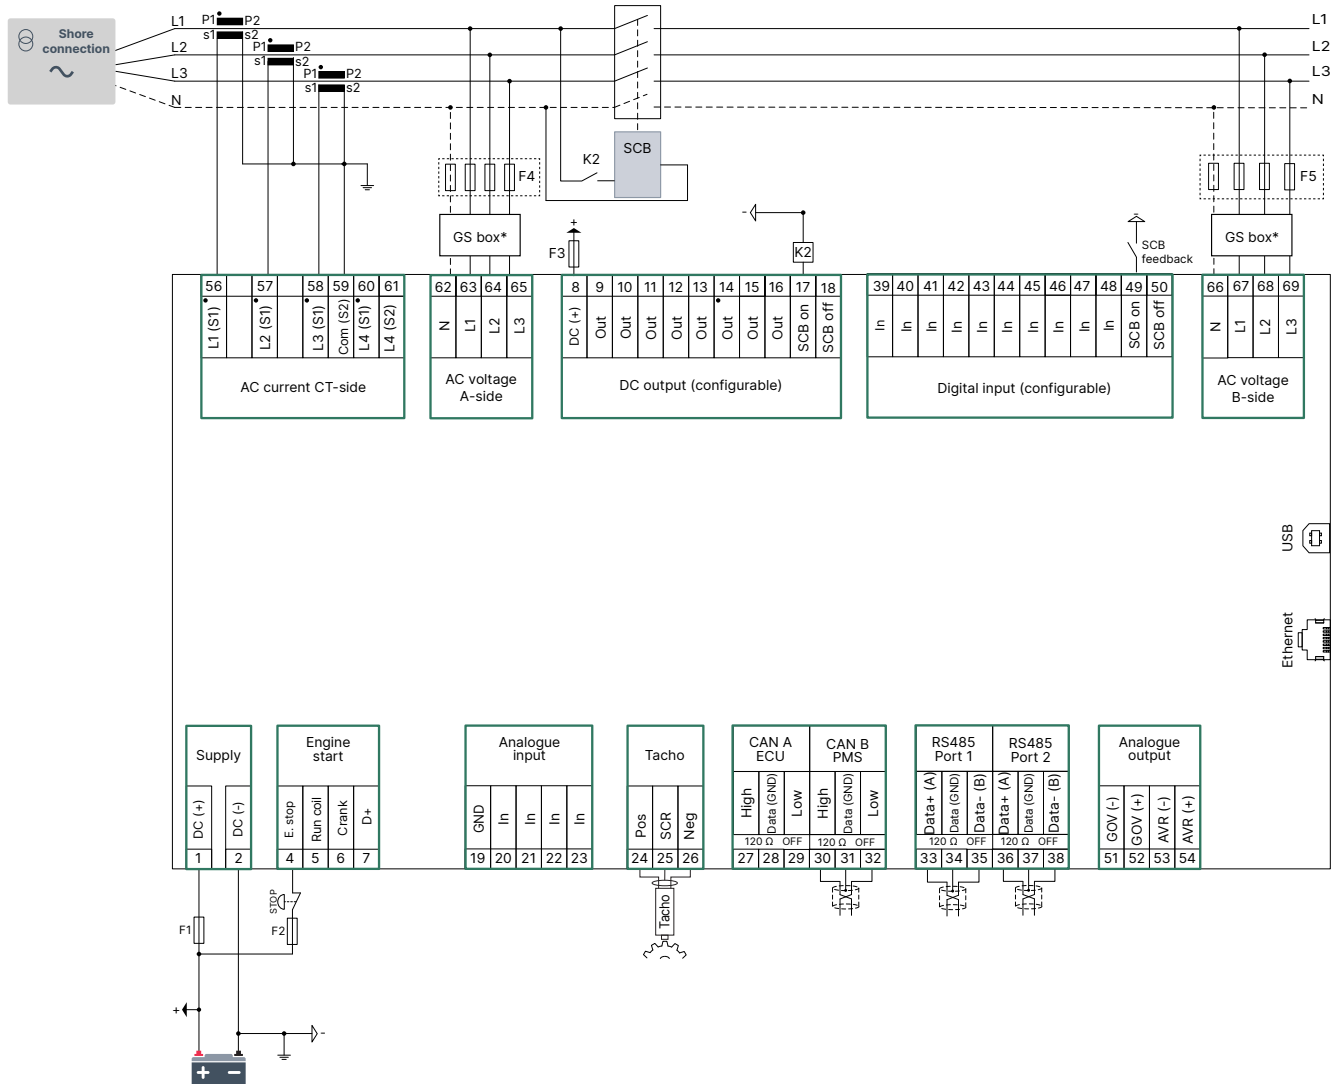 Shore
connection
L1
L2
L3
N
P1 P2
s1 s2
P1 P2
s1 s2
P1 P2
s1 s2
L1
L2
L3
N
SCB
K2
F4
F5
GS box*
GS box*
+
F3
-
K2
-
SCB
feedback
56 57 58 59 60 61
L1 (S1) L2 (S1) L3 (S1) Com (S2) L4 (S1) L4 (S2)
AC current CT-side
62 63 64 65
N L1 L2 L3
AC voltage
A-side
8 9 10 11 12 13 14 15 16 17 18
DC (+) Out Out Out Out Out Out Out Out SCB on SCB off
DC output (configurable)
39 40 41 42 43 44 45 46 47 48 49 50
In In In In In In In In In In SCB on SCB off
Digital input (configurable)
66 67 68 69
N L1 L2 L3
AC voltage
B-side
USB
Ethernet
Supply
DC (+) DC (-)
1 2
Engine
start
E. stop Run coil Crank D+
4 5 6 7
Analogue
input
GND In In In In
19 20 21 22 23
Tacho
Pos SCR Neg
24 25 26
CAN A
ECU
High Data (GND) Low
120 Ω OFF
27 28 29
CAN B
PMS
High Data (GND) Low
120 Ω OFF
30 31 32
RS485
Port 1
Data+ (A) Data (GND) Data- (B)
120 Ω OFF
33 34 35
RS485
Port 2
Data+ (A) Data (GND) Data- (B)
120 Ω OFF
36 37 38
Analogue
output
GOV (-) GOV (+) AVR (-) AVR (+)
51 52 53 54
STOP
F1
F2
Tacho
+
-
+ −